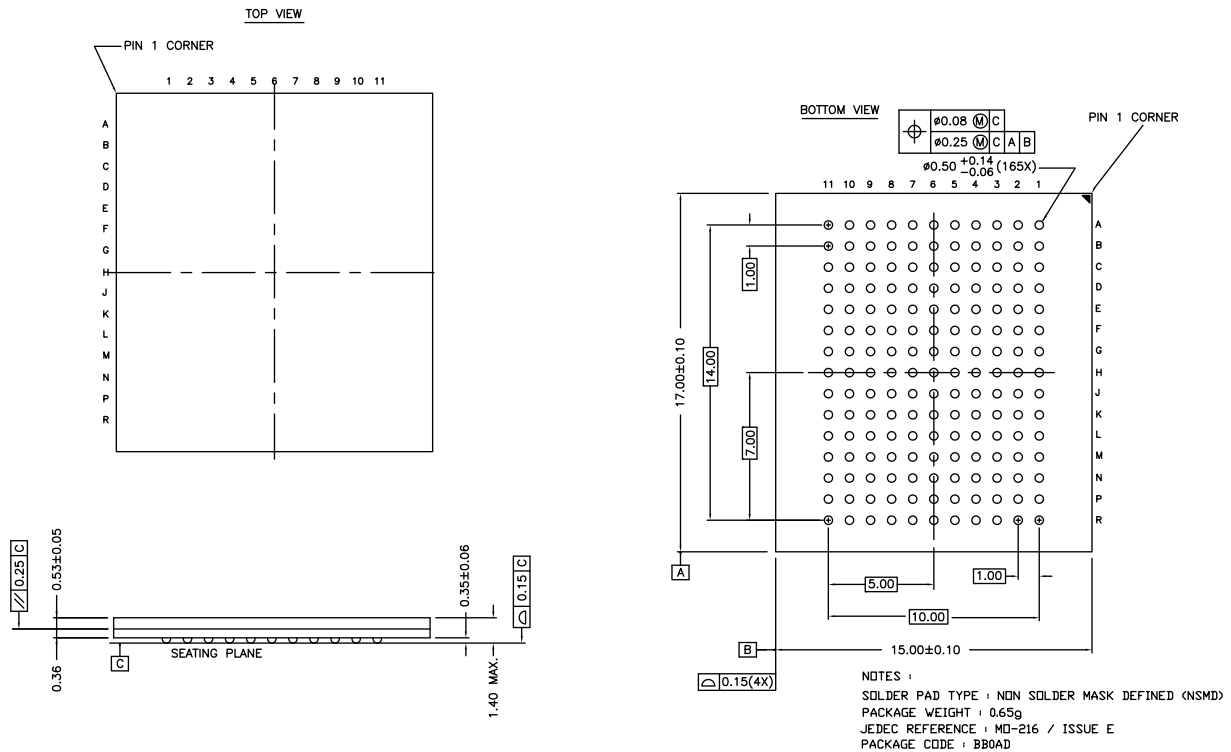 TOP VIEW
PIN 1 CORNER
1 2 3 4 5 6 7 8 9 10 11
A
B
C
D
E
F
G
H
J
K
L
M
N
P
R
// 0.25 C
0.53±0.05
0.36
C
SEATING PLANE
0.35±0.06
1.40 MAX.
⌓ 0.15 C
BOTTOM VIEW
⌖ ø0.08 Ⓜ C
ø0.25 Ⓜ C A B
PIN 1 CORNER
ø0.50 +0.14 -0.06 (165X)
11 10 9 8 7 6 5 4 3 2 1
A
B
C
D
E
F
G
H
J
K
L
M
N
P
R
1.00
17.00±0.10
14.00
7.00
A
5.00
1.00
10.00
B
15.00±0.10
⌓ 0.15(4X)
NOTES :
SOLDER PAD TYPE : NON SOLDER MASK DEFINED (NSMD)
PACKAGE WEIGHT : 0.65g
JEDEC REFERENCE : MO-216 / ISSUE E
PACKAGE CODE : BB0AD